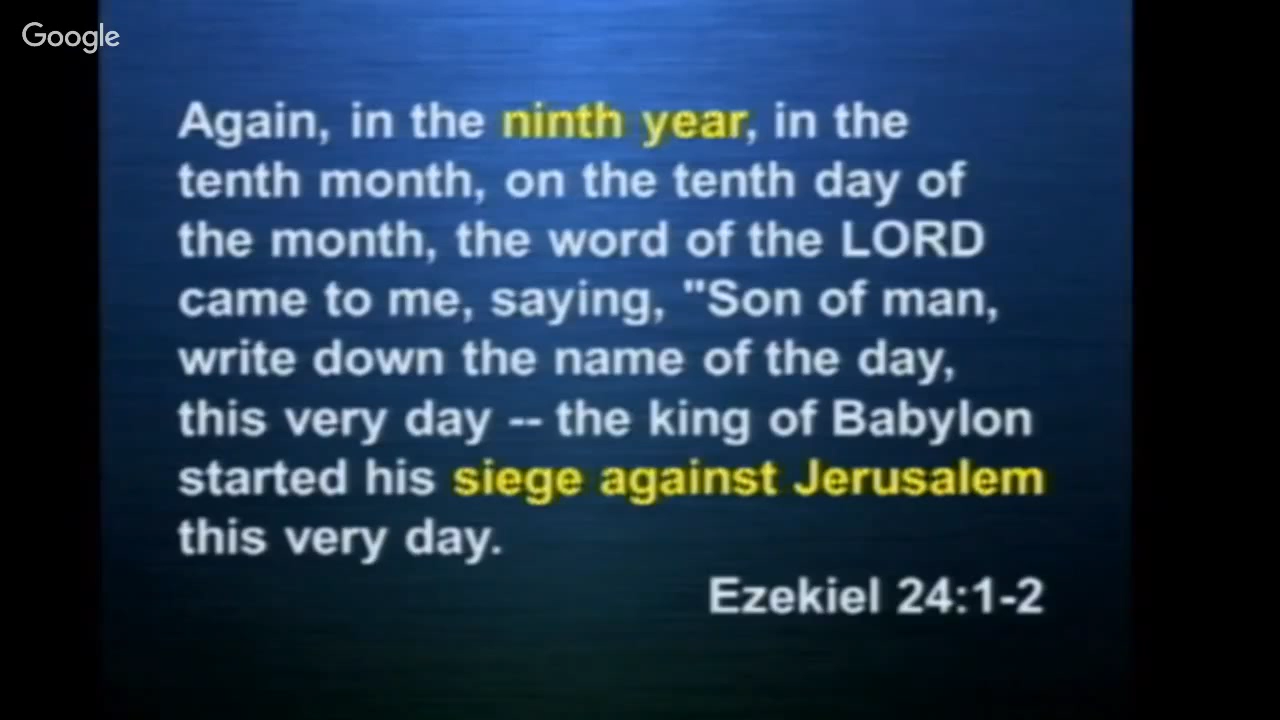 Google
Again, in the ninth year, in the
tenth month, on the tenth day of
the month, the word of the LORD
came to me, saying, "Son of man,
write down the name of the day,
this very day -- the king of Babylon
started his siege against Jerusalem
this very day.
Ezekiel 24:1-2